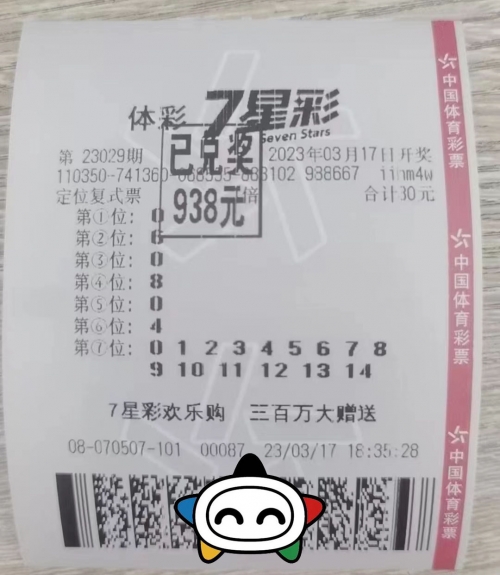 体彩 7星彩
Seven Stars
已兑奖
938元
第 23029期 2023年03月17日开奖
110350-741360 983102 988667 iihm4w
定位复式票 倍 合计30元
第①位: 0
第②位: 6
第③位: 0
第④位: 8
第⑤位: 0
第⑥位: 4
第⑦位: 0 1 2 3 4 5 6 7 8
9 10 11 12 13 14
7星彩欢乐购 三百万大赠送
08-070507-101 00087 23/03/17 18:35:28
中国体育彩票
中国体育彩票
中国体育彩票